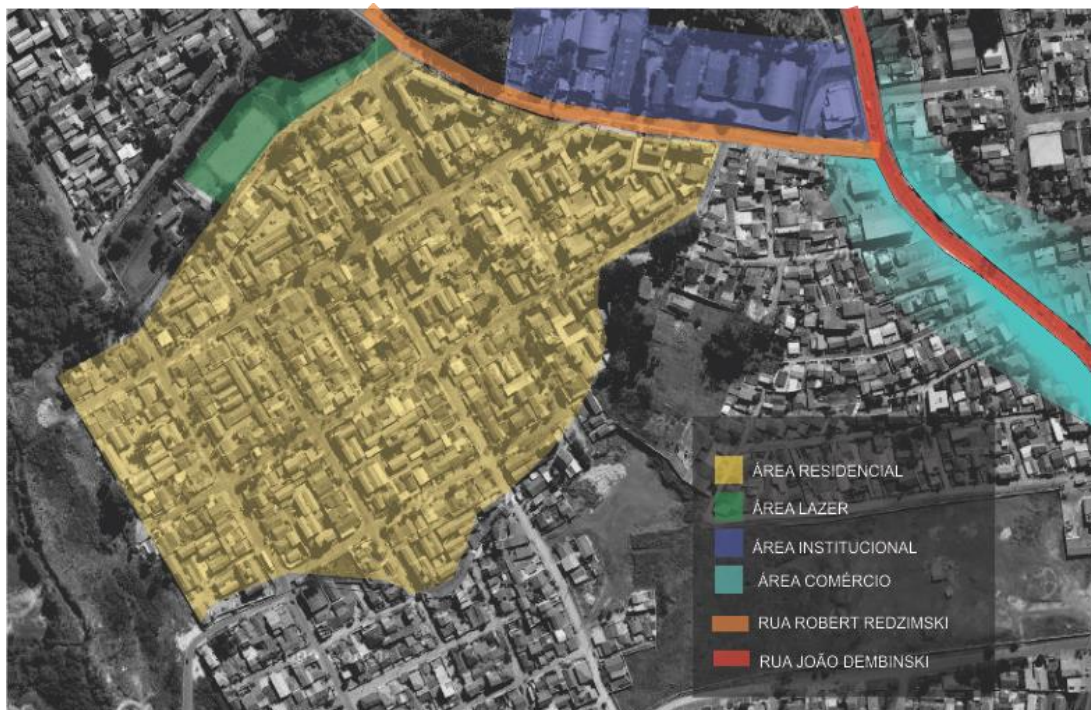 ÁREA RESIDENCIAL
ÁREA LAZER
ÁREA INSTITUCIONAL
ÁREA COMÉRCIO
RUA ROBERT REDZIMSKI
RUA JOÃO DEMBINSKI